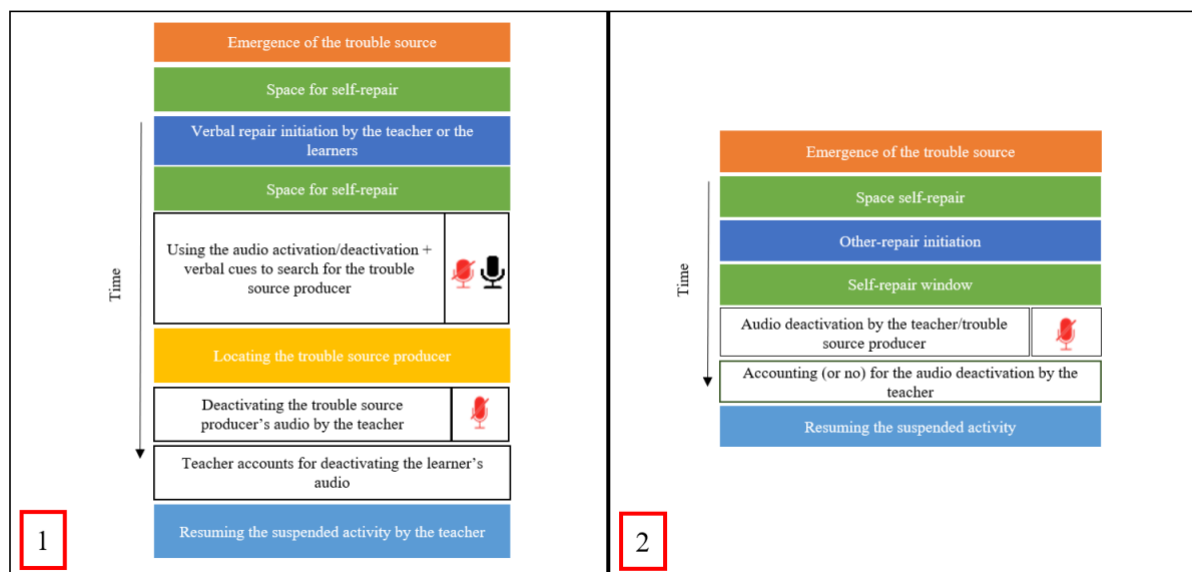 Emergence of the trouble source
Space for self-repair
Verbal repair initiation by the teacher or the
learners
Space for self-repair
Using the audio activation/deactivation +
verbal cues to search for the trouble
source producer
Locating the trouble source producer
Deactivating the trouble source
producer's audio by the teacher
Teacher accounts for deactivating the learner's
audio
Resuming the suspended activity by the teacher
Time
1
Emergence of the trouble source
Space self-repair
Other-repair initiation
Self-repair window
Audio deactivation by the teacher/trouble
source producer
Accounting (or no) for the audio deactivation by the
teacher
Resuming the suspended activity
Time
2